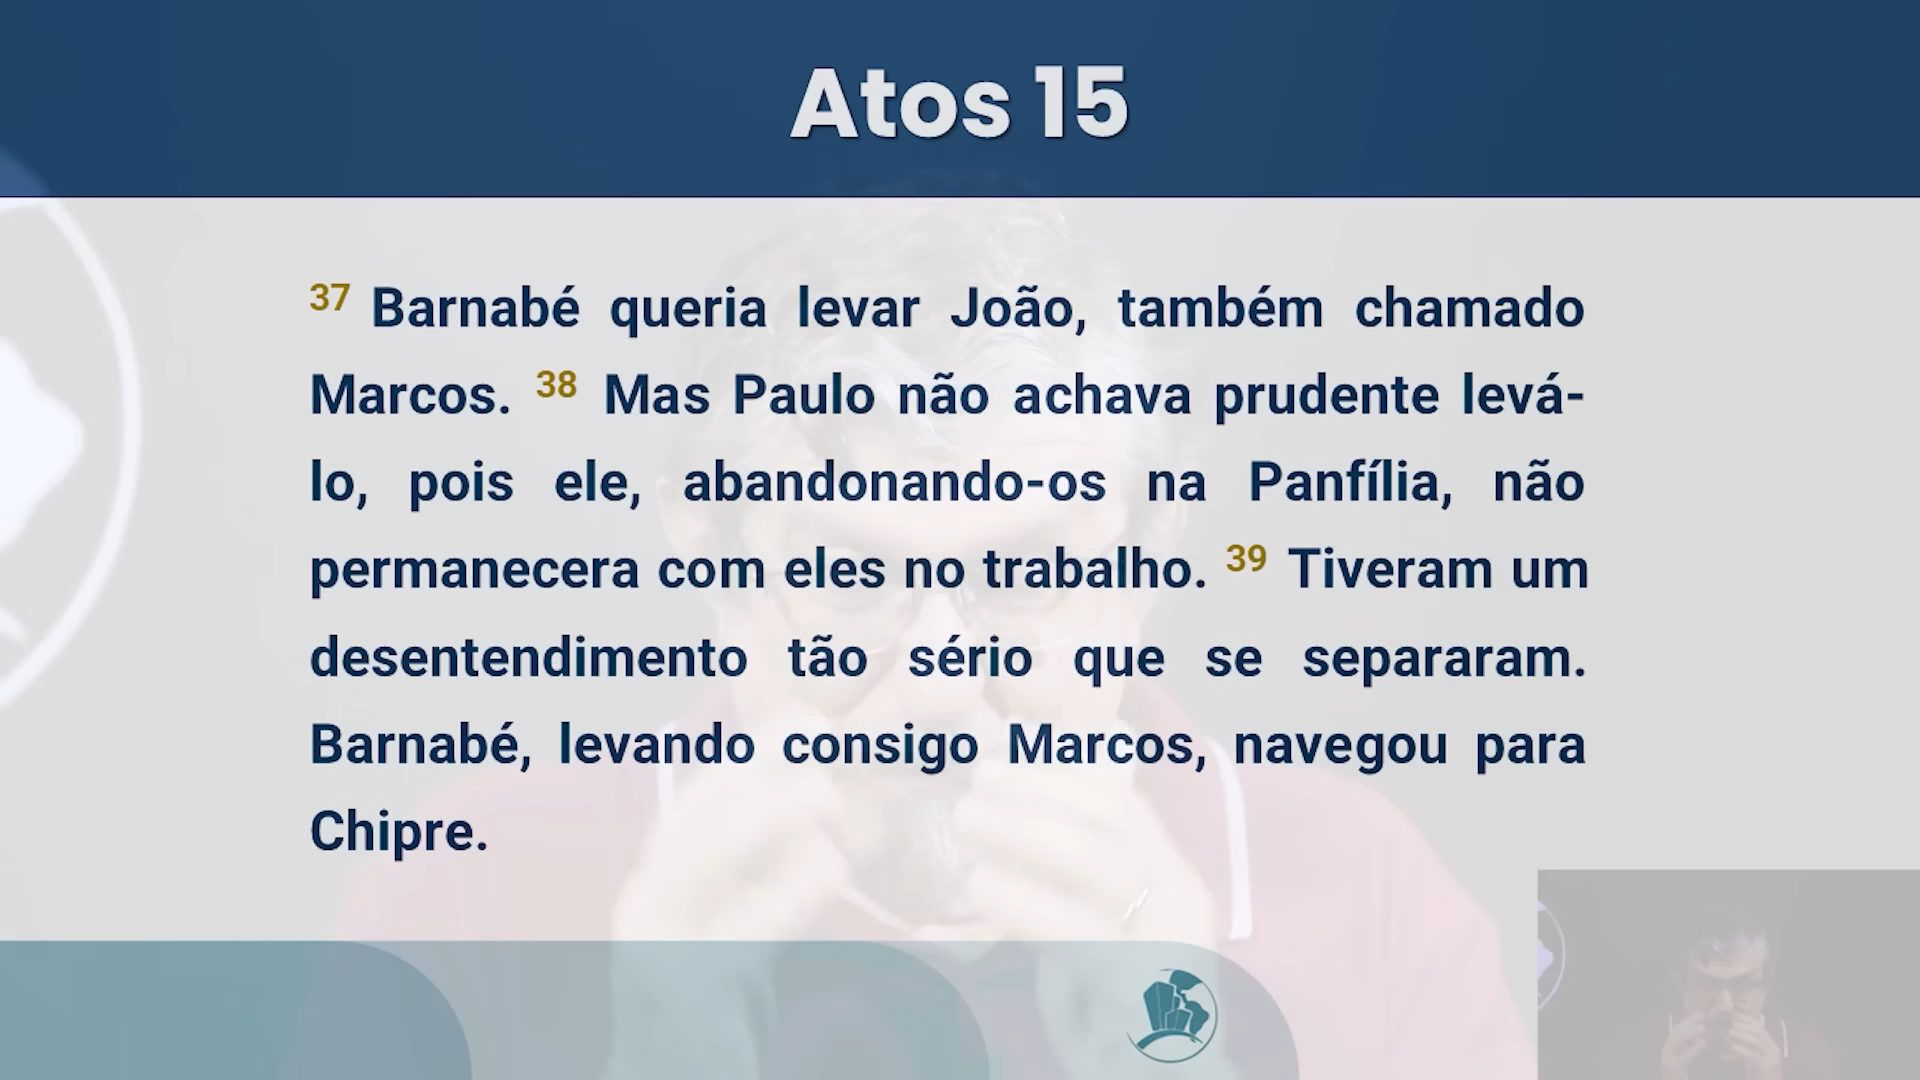 Atos 15
37 Barnabé queria levar João, também chamado
Marcos. 38 Mas Paulo não achava prudente levá-
lo, pois ele, abandonando-os na Panfília, não
permanecera com eles no trabalho. 39 Tiveram um
desentendimento tão sério que se separaram.
Barnabé, levando consigo Marcos, navegou para
Chipre.